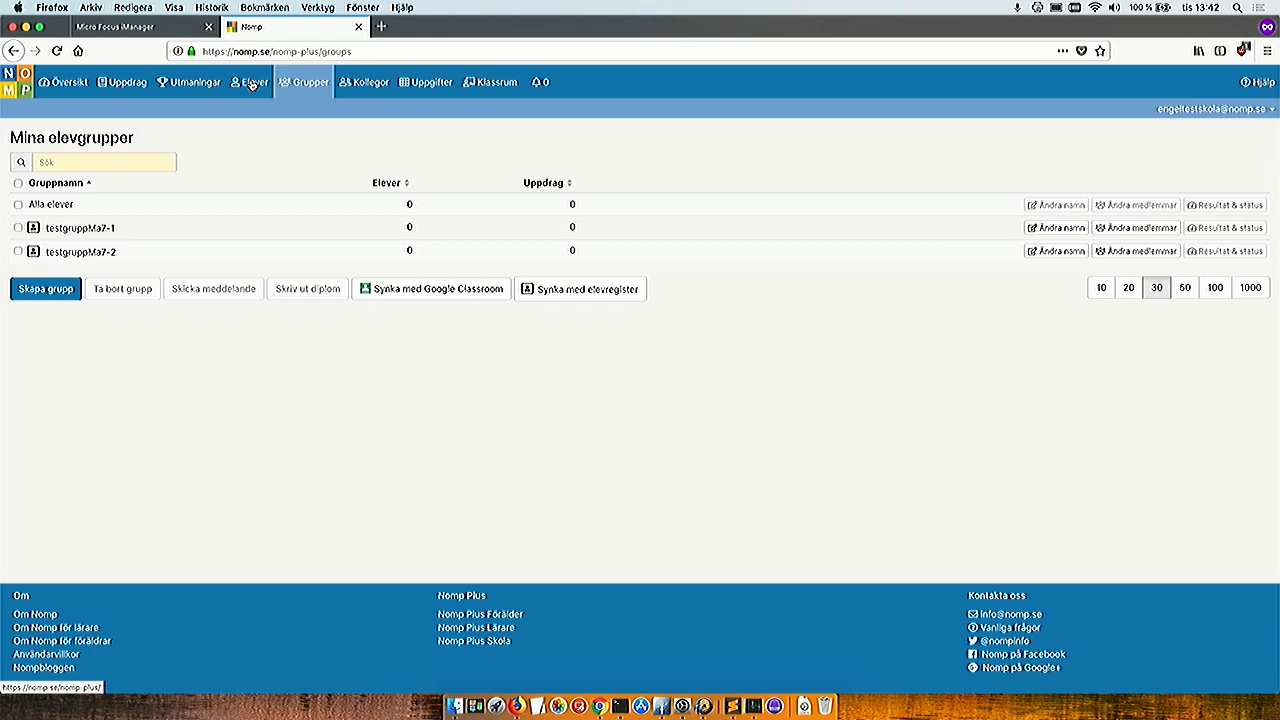 Firefox Arkiv Redigera Visa Historik Bokmärken Verktyg Fönster Hjälp 100 % tis 13:42
Micro Focus iManager Nomp
https://nomp.se/nomp-plus/groups
N O M P Översikt Uppdrag Utmaningar Elever Grupper Kollegor Uppgifter Klassrum 0 Hjälp
engeltestskola@nomp.se
Mina elevgrupper
Sök
Gruppnamn Elever Uppdrag
Alla elever 0 0 Ändra namn Ändra medlemmar Resultat & status
testgruppMa7-1 0 0 Ändra namn Ändra medlemmar Resultat & status
testgruppMa7-2 0 0 Ändra namn Ändra medlemmar Resultat & status
Skapa grupp Ta bort grupp Skicka meddelande Skriv ut diplom Synka med Google Classroom Synka med elevregister 10 20 30 50 100 1000
Om Nomp Plus Kontakta oss
Om Nomp Nomp Plus Förälder info@nomp.se
Om Nomp för lärare Nomp Plus Lärare Vanliga frågor
Om Nomp för föräldrar Nomp Plus Skola @nompinfo
Användarvillkor Nomp på Facebook
Nompbloggen Nomp på Google+
https://nomp.se/nomp-plus/